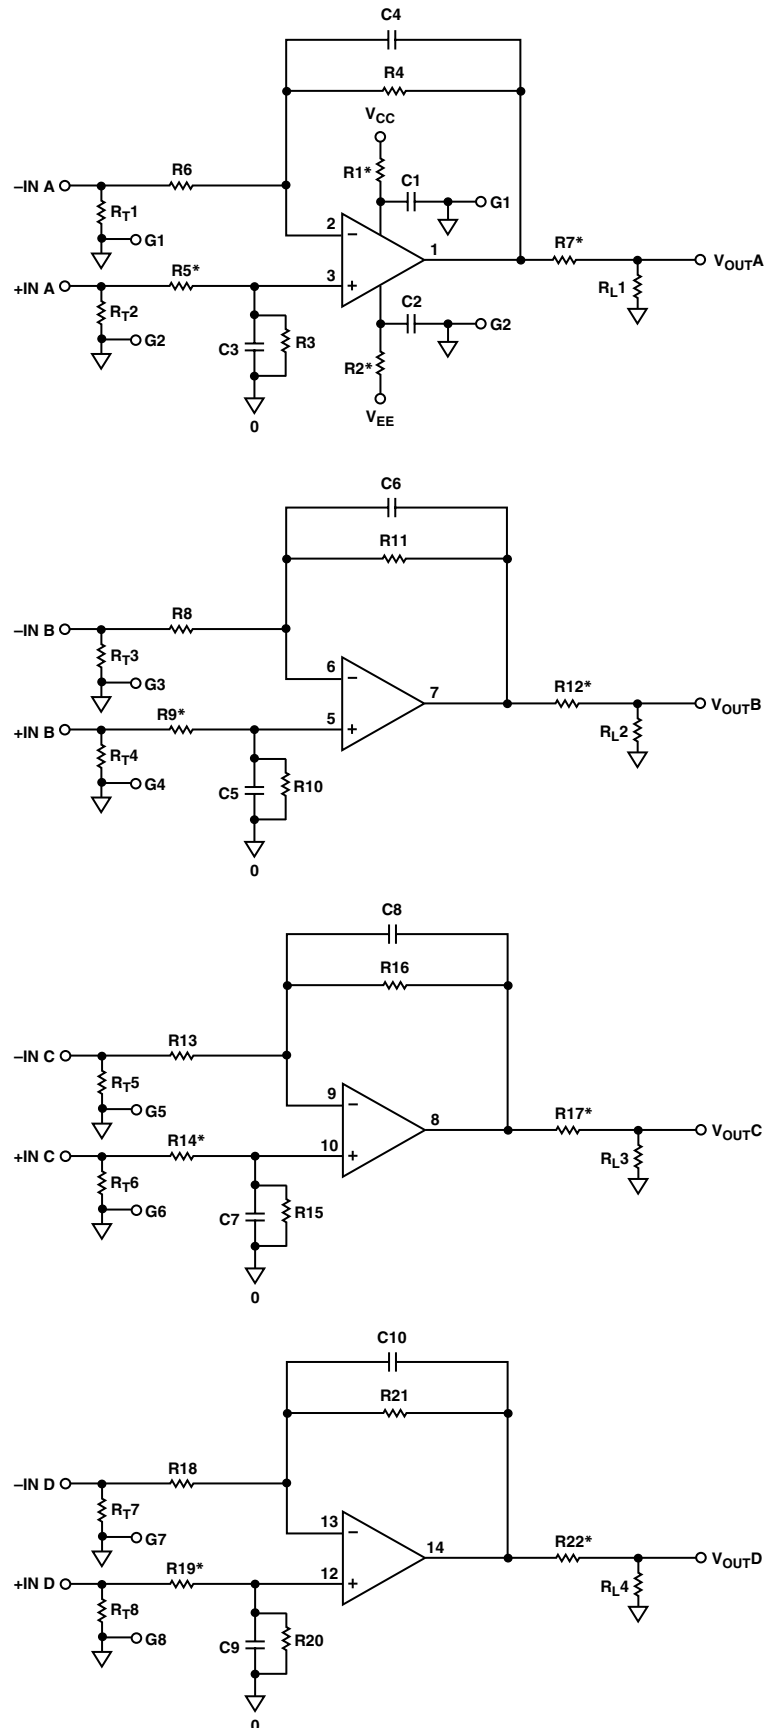 C4
R4
VCC
R1*
C1
G1
–IN A
R6
RT1
G1
2
1
R7*
VOUTA
+IN A
R5*
3
RL1
RT2
G2
C3
R3
C2
G2
R2*
VEE
0
C6
R11
–IN B
R8
RT3
G3
6
7
R12*
VOUTB
+IN B
R9*
5
RL2
RT4
G4
C5
R10
0
C8
R16
–IN C
R13
RT5
G5
9
8
R17*
VOUTC
+IN C
R14*
10
RL3
RT6
G6
C7
R15
0
C10
R21
–IN D
R18
RT7
G7
13
14
R22*
VOUTD
+IN D
R19*
12
RL4
RT8
G8
C9
R20
0